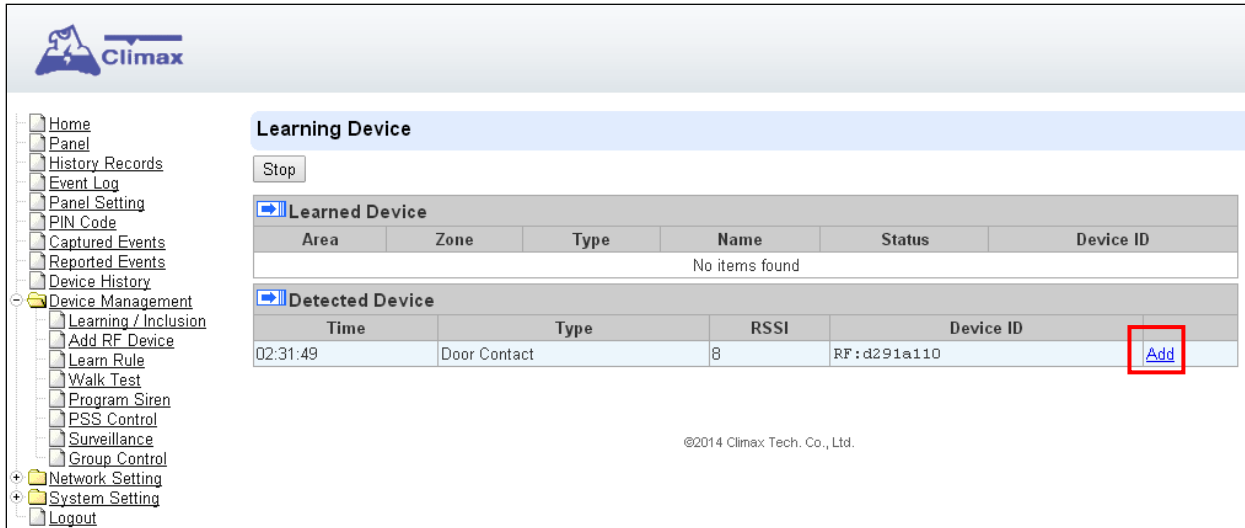 Climax
Home
Panel
History Records
Event Log
Panel Setting
PIN Code
Captured Events
Reported Events
Device History
Device Management
Learning / Inclusion
Add RF Device
Learn Rule
Walk Test
Program Siren
PSS Control
Surveillance
Group Control
Network Setting
System Setting
Logout
Learning Device
Stop
Learned Device
Area Zone Type Name Status Device ID
No items found
Detected Device
Time Type RSSI Device ID
02:31:49 Door Contact 8 RF:d291a110 Add
©2014 Climax Tech. Co., Ltd.